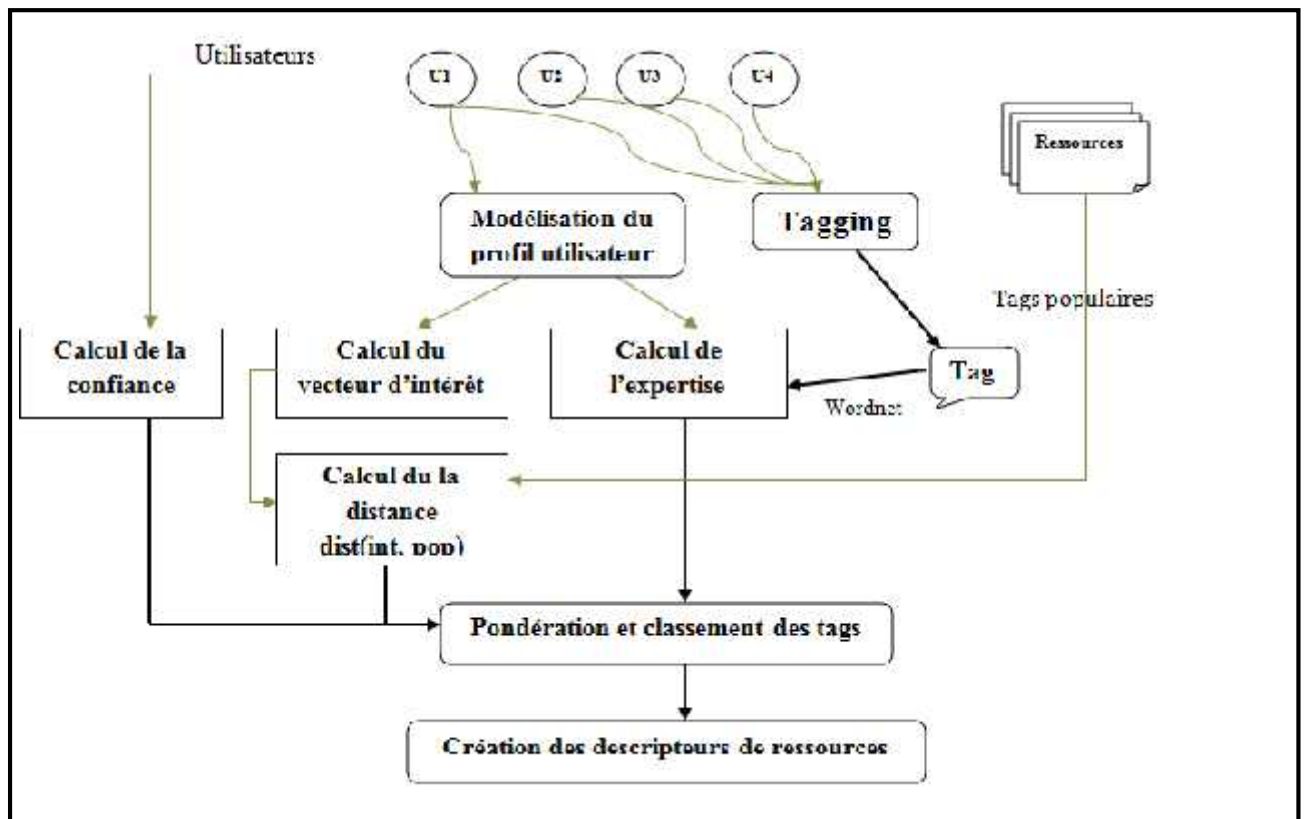 Utilisateurs
U1
U2
U3
U4
Ressources
Modélisation du
profil utilisateur
Tagging
Tags populaires
Calcul de la
confiance
Calcul du
vecteur d'intérêt
Calcul de
l'expertise
Tag
Wordnet
Calcul du la
distance
dist(int, pop)
Pondération et classement des tags
Création des descripteurs de ressources